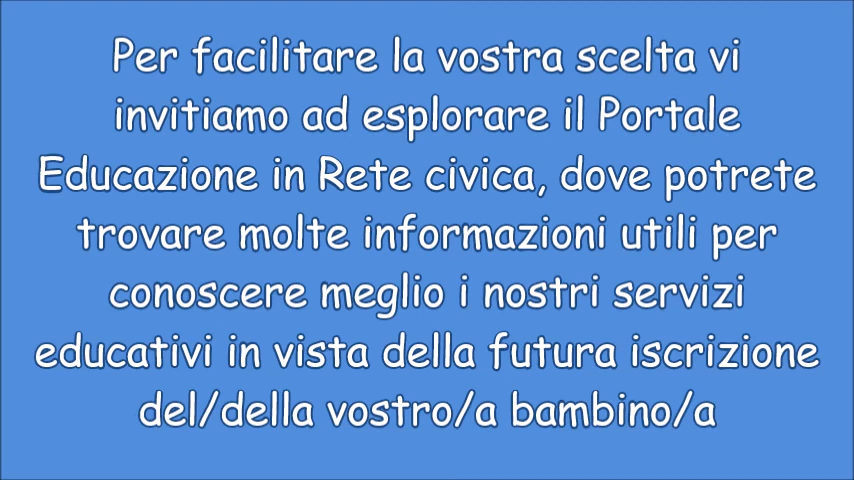 Per facilitare la vostra scelta vi
invitiamo ad esplorare il Portale
Educazione in Rete civica, dove potrete
trovare molte informazioni utili per
conoscere meglio i nostri servizi
educativi in vista della futura iscrizione
del/della vostro/a bambino/a